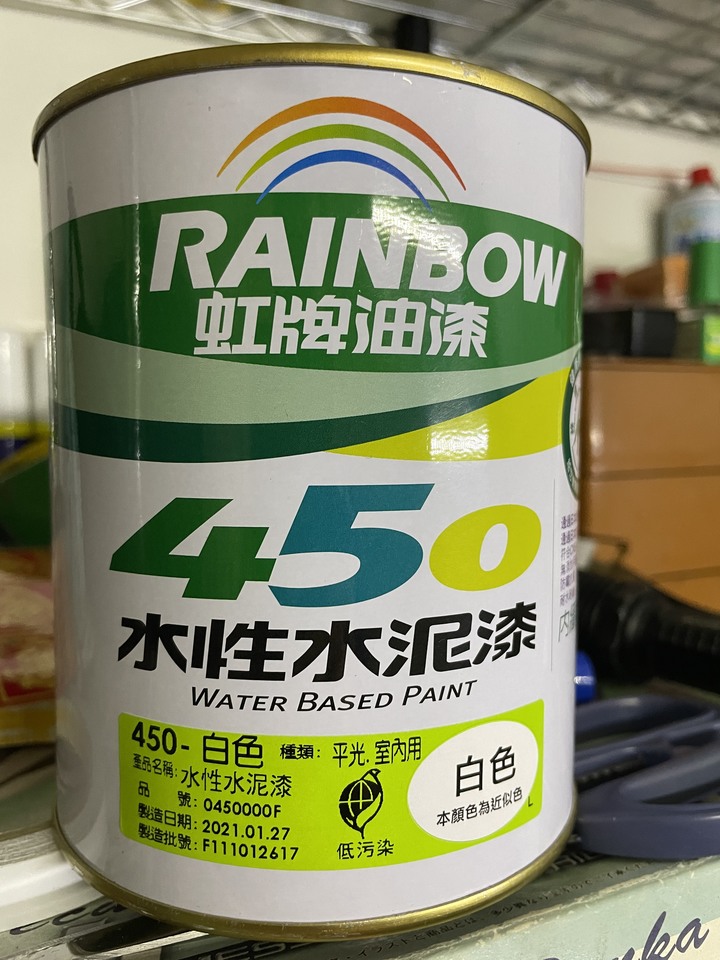 RAINBOW
虹牌油漆
450
水性水泥漆
WATER BASED PAINT
450-白色 種類: 平光.室內用
產品名稱:水性水泥漆
品 號:0450000F
製造日期:2021.01.27
製造批號:F111012617
低污染
白色
本顏色為近似色
L